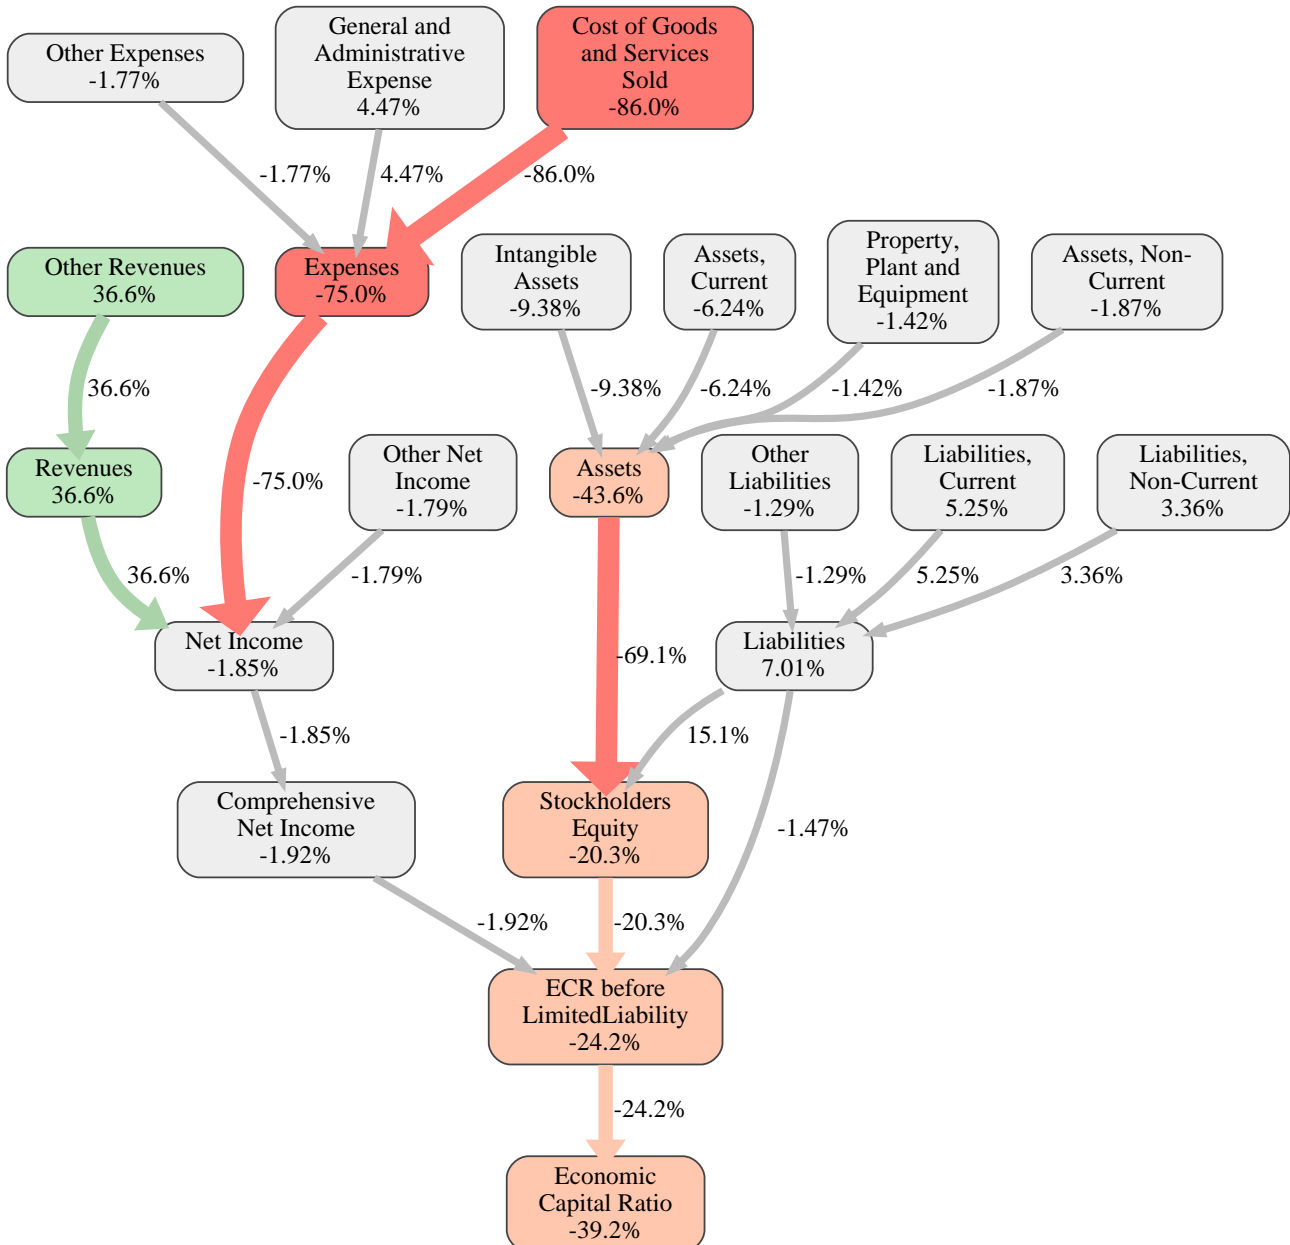 Other Expenses
-1.77%
General and
Administrative
Expense
4.47%
Cost of Goods
and Services
Sold
-86.0%
-1.77%
4.47%
-86.0%
Other Revenues
36.6%
Expenses
-75.0%
Intangible
Assets
-9.38%
Assets,
Current
-6.24%
Property,
Plant and
Equipment
-1.42%
Assets, Non-
Current
-1.87%
36.6%
-9.38%
-6.24%
-1.42%
-1.87%
Revenues
36.6%
-75.0%
Other Net
Income
-1.79%
Assets
-43.6%
Other
Liabilities
-1.29%
Liabilities,
Current
5.25%
Liabilities,
Non-Current
3.36%
36.6%
-1.79%
-1.29%
5.25%
3.36%
Net Income
-1.85%
-69.1%
Liabilities
7.01%
-1.85%
15.1%
Comprehensive
Net Income
-1.92%
Stockholders
Equity
-20.3%
-1.47%
-1.92%
-20.3%
ECR before
LimitedLiability
-24.2%
-24.2%
Economic
Capital Ratio
-39.2%